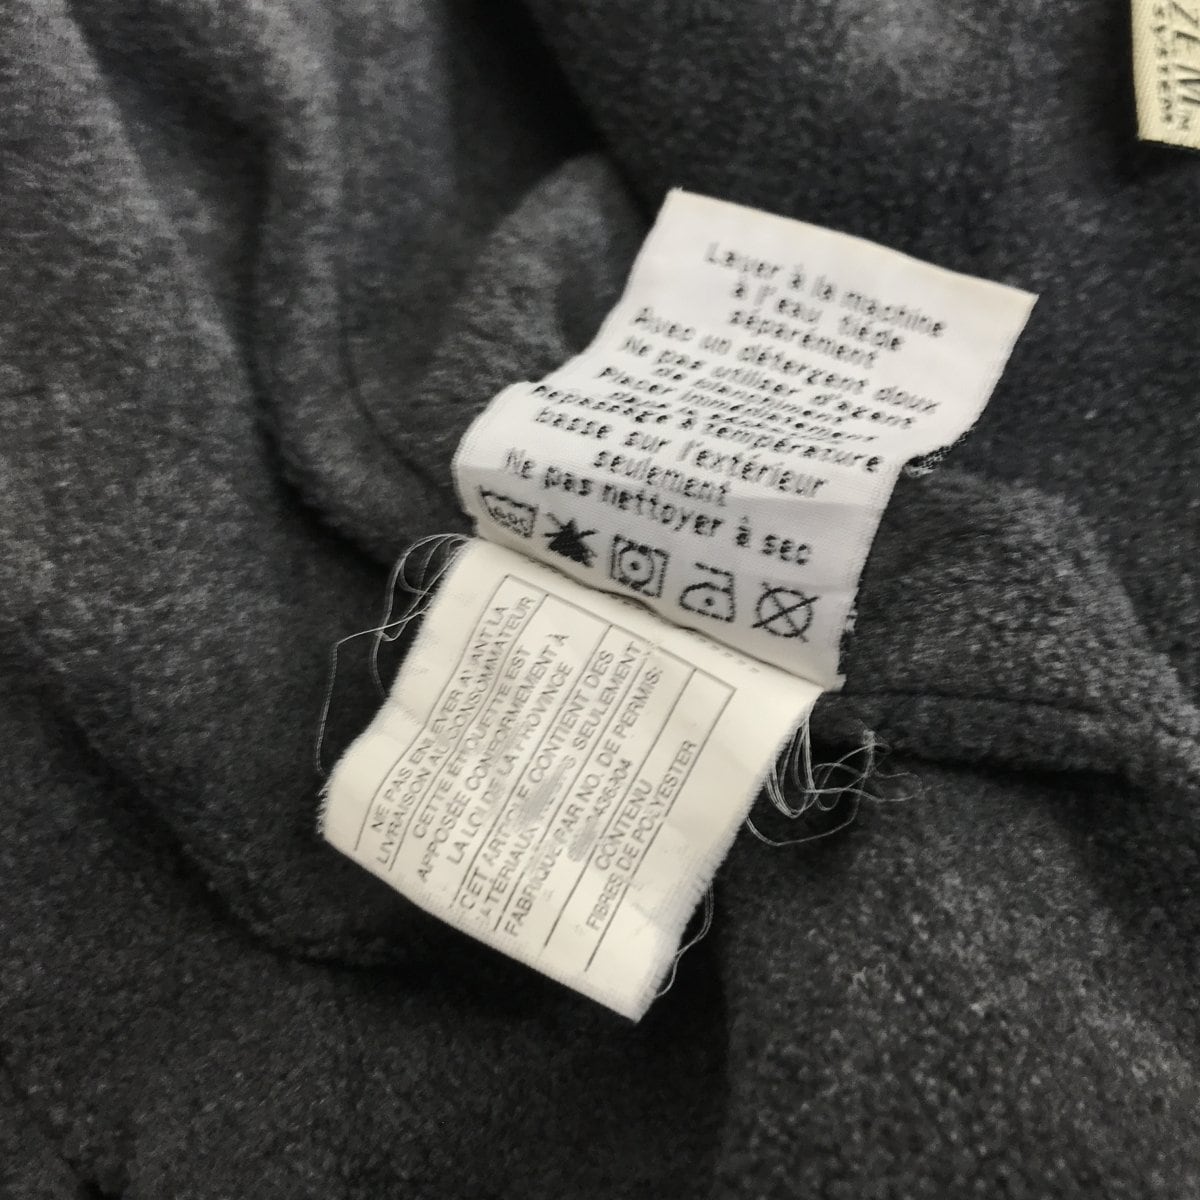 Laver à la machine
à l'eau tiède
séparément
Avec un détergent doux
Ne pas utiliser d'agent
de blanchiment
Placer immédiatement
dans la sécheuse
Repassage à température
basse sur l'extérieur
seulement
Ne pas nettoyer à sec
NE PAS ENLEVER AVANT LA
LIVRAISON AU CONSOMMATEUR
CETTE ÉTIQUETTE EST
APPOSÉE CONFORMEMENT À
LA LOI DE LA PROVINCE
CET ARTICLE CONTIENT DES
MATÉRIAUX SEULEMENT
FABRIQUE PAR NO. DE PERMIS:
CONTENU
FIBRES DE POLYESTER